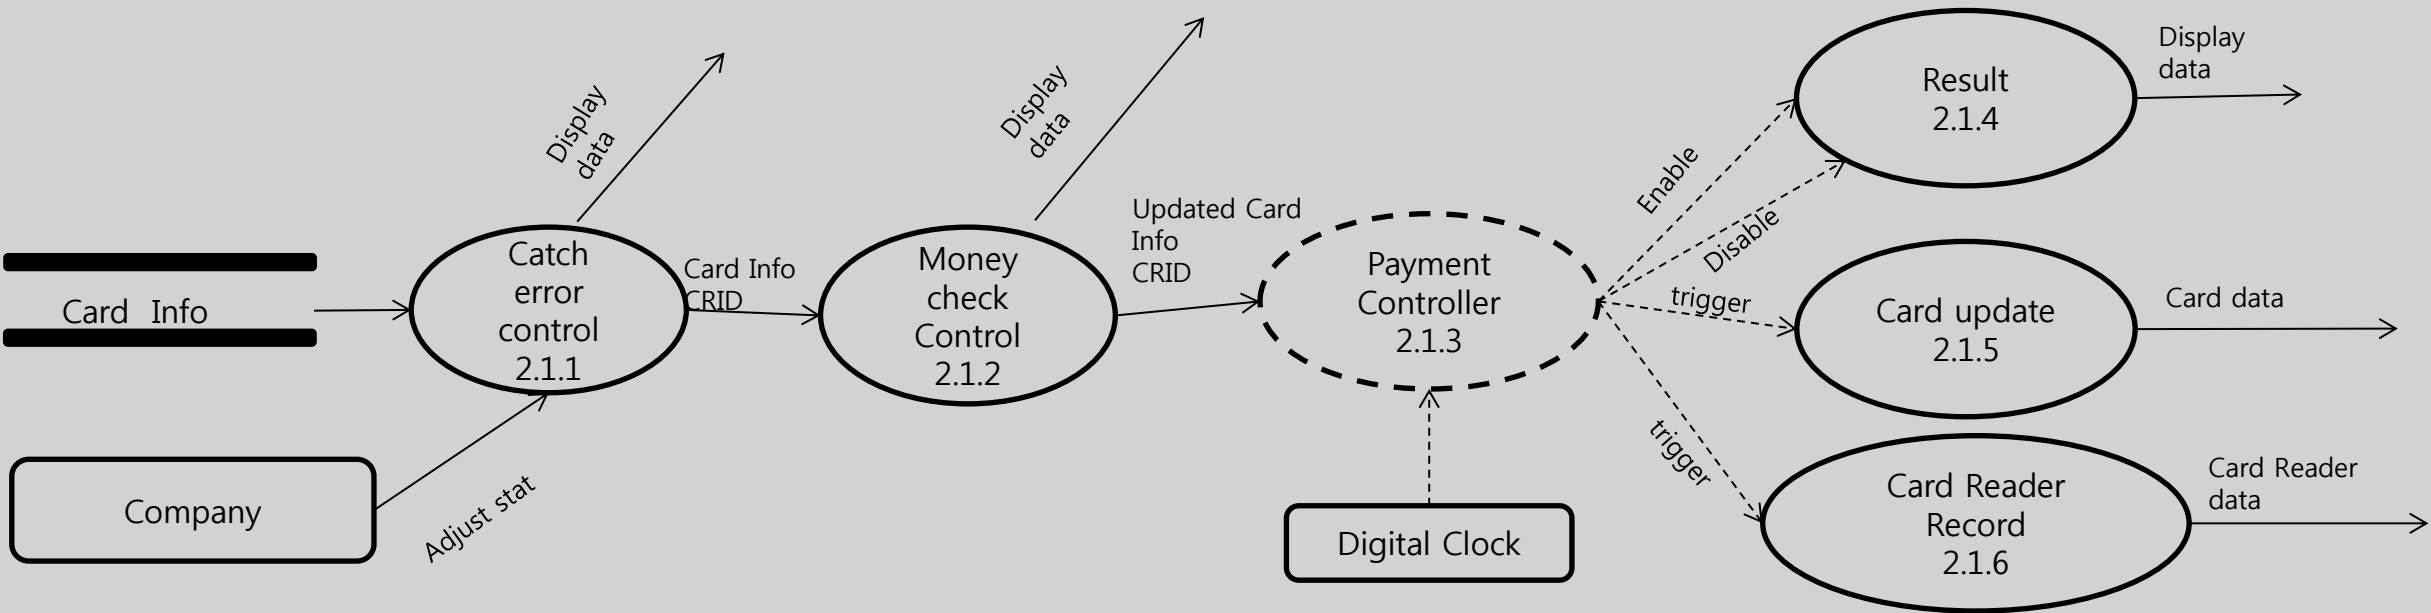 Display
data
Display
data
Display
data
Result
2.1.4
Enable
Disable
Updated Card
Info
CRID
Catch
error
control
2.1.1
Card Info
CRID
Money
check
Control
2.1.2
Payment
Controller
2.1.3
trigger
Card update
2.1.5
Card data
Card Info
Company
Adjust stat
Digital Clock
trigger
Card Reader
Record
2.1.6
Card Reader
data